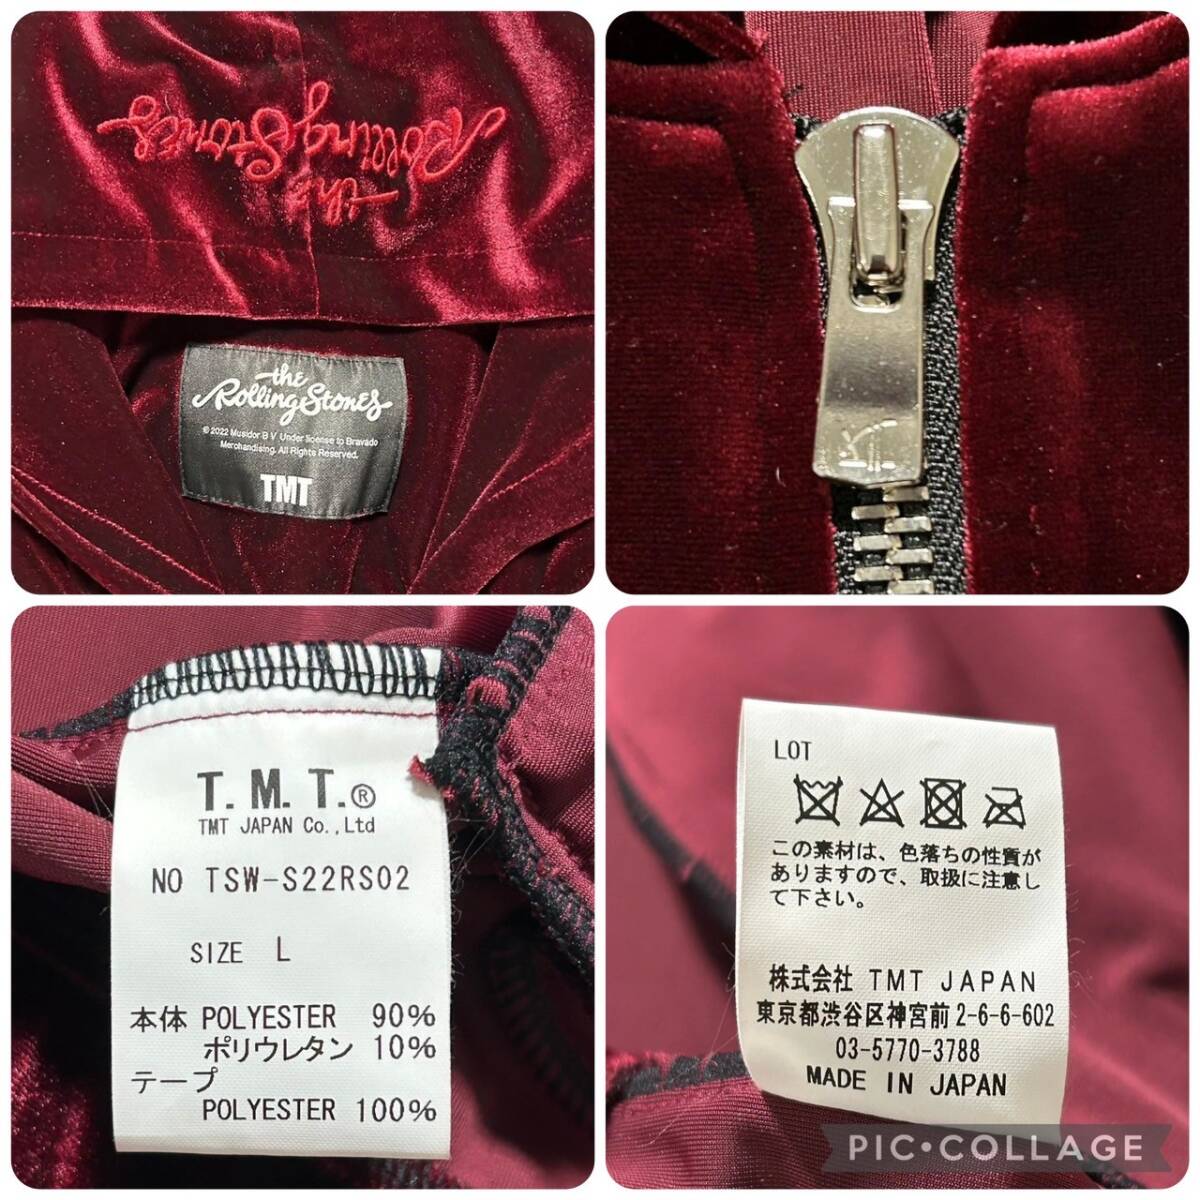 the
Rolling Stones
the
Rolling Stones
© 2022 Musidor B V Under license to Bravado
Merchandising. All Rights Reserved.
TMT
T. M. T.®
TMT JAPAN Co.,Ltd
NO TSW-S22RS02
SIZE L
本体 POLYESTER 90%
ポリウレタン 10%
テープ
POLYESTER 100%
LOT
この素材は、色落ちの性質が
ありますので、取扱に注意し
て下さい。
株式会社 TMT JAPAN
東京都渋谷区神宮前2-6-6-602
03-5770-3788
MADE IN JAPAN
PIC•COLLAGE